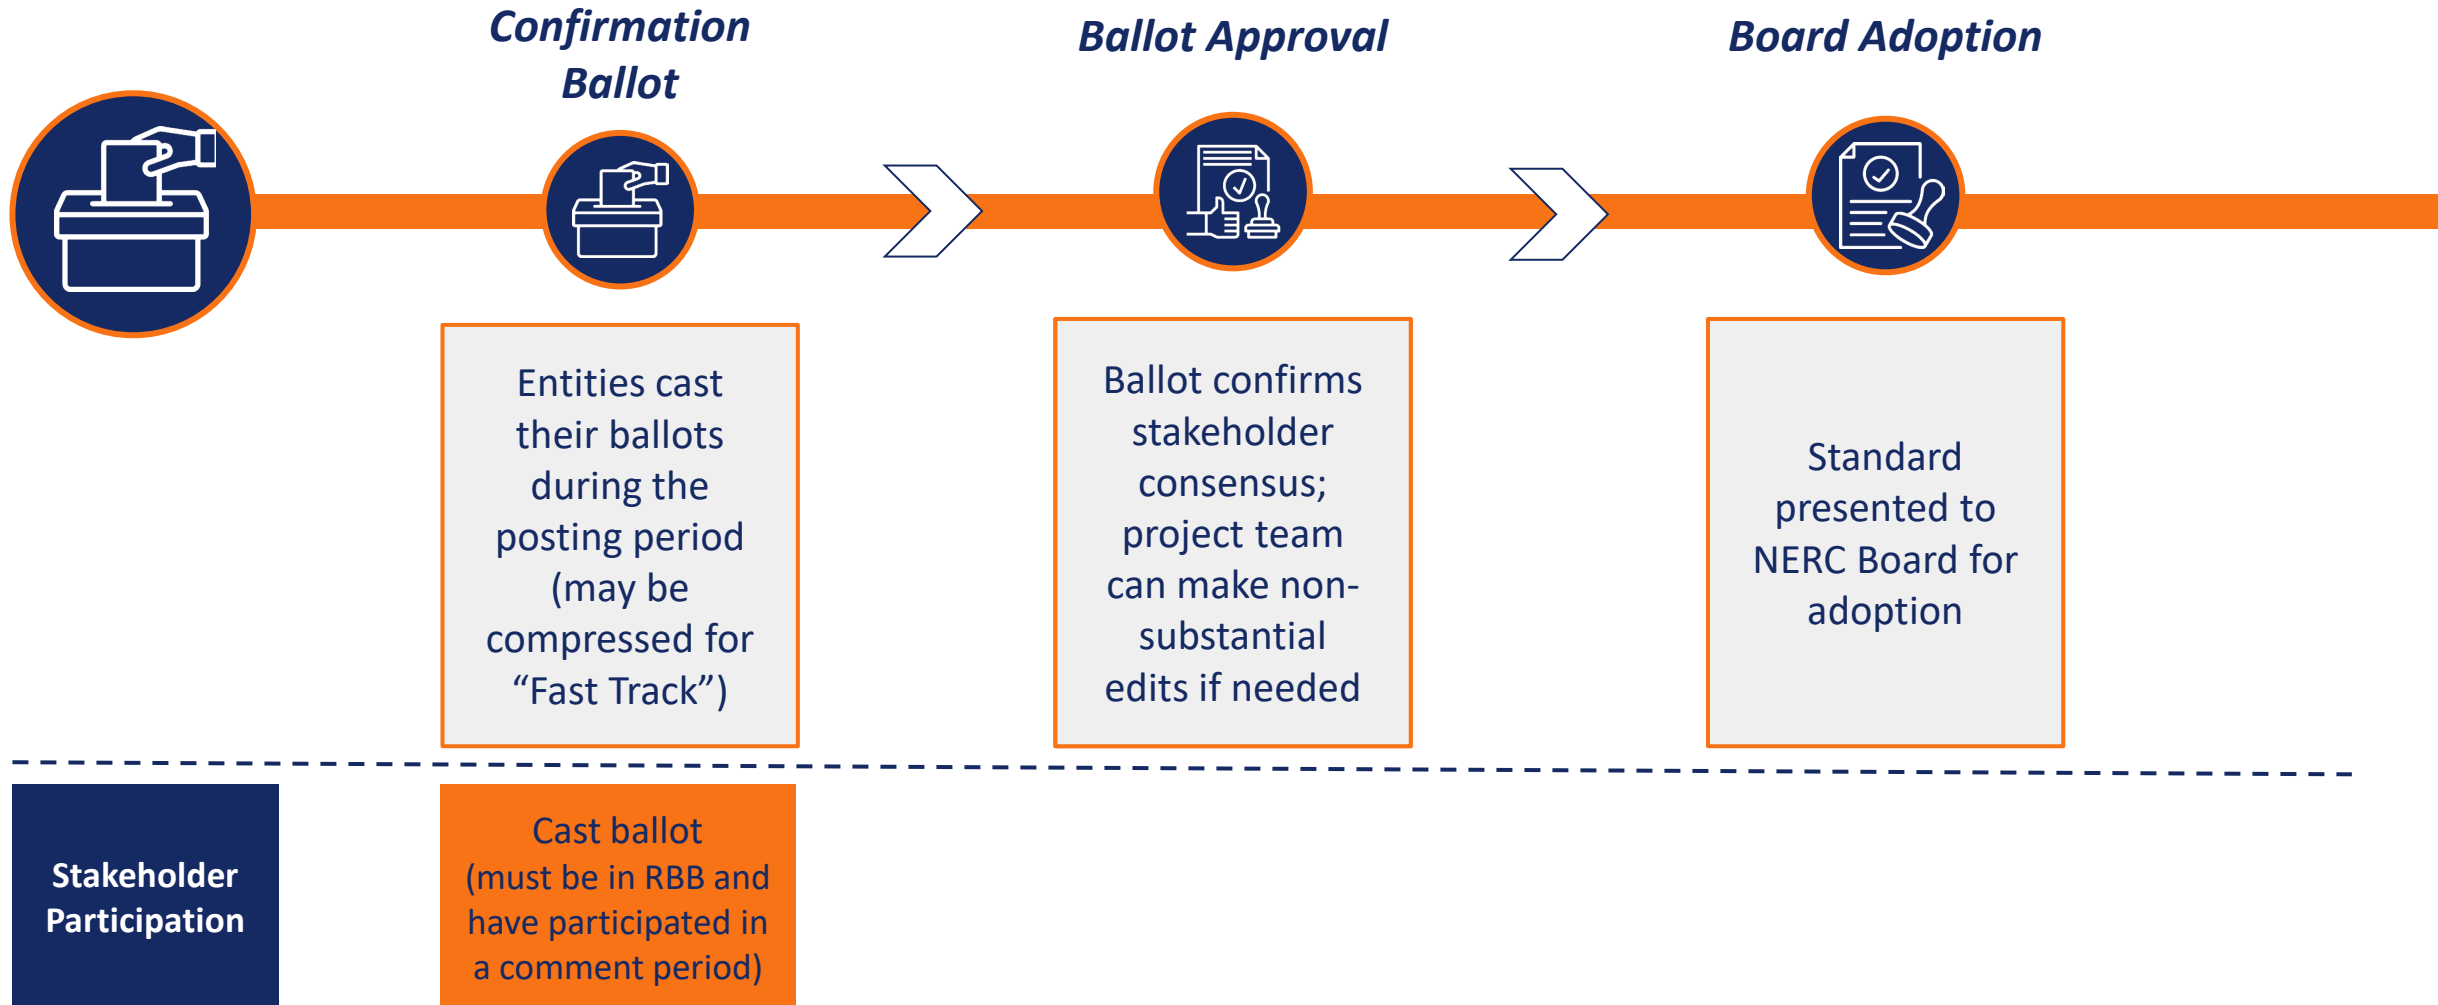 Confirmation
Ballot
Ballot Approval
Board Adoption
Entities cast
their ballots
during the
posting period
(may be
compressed for
“Fast Track”)
Ballot confirms
stakeholder
consensus;
project team
can make non-
substantial
edits if needed
Standard
presented to
NERC Board for
adoption
Stakeholder
Participation
Cast ballot
(must be in RBB and
have participated in
a comment period)